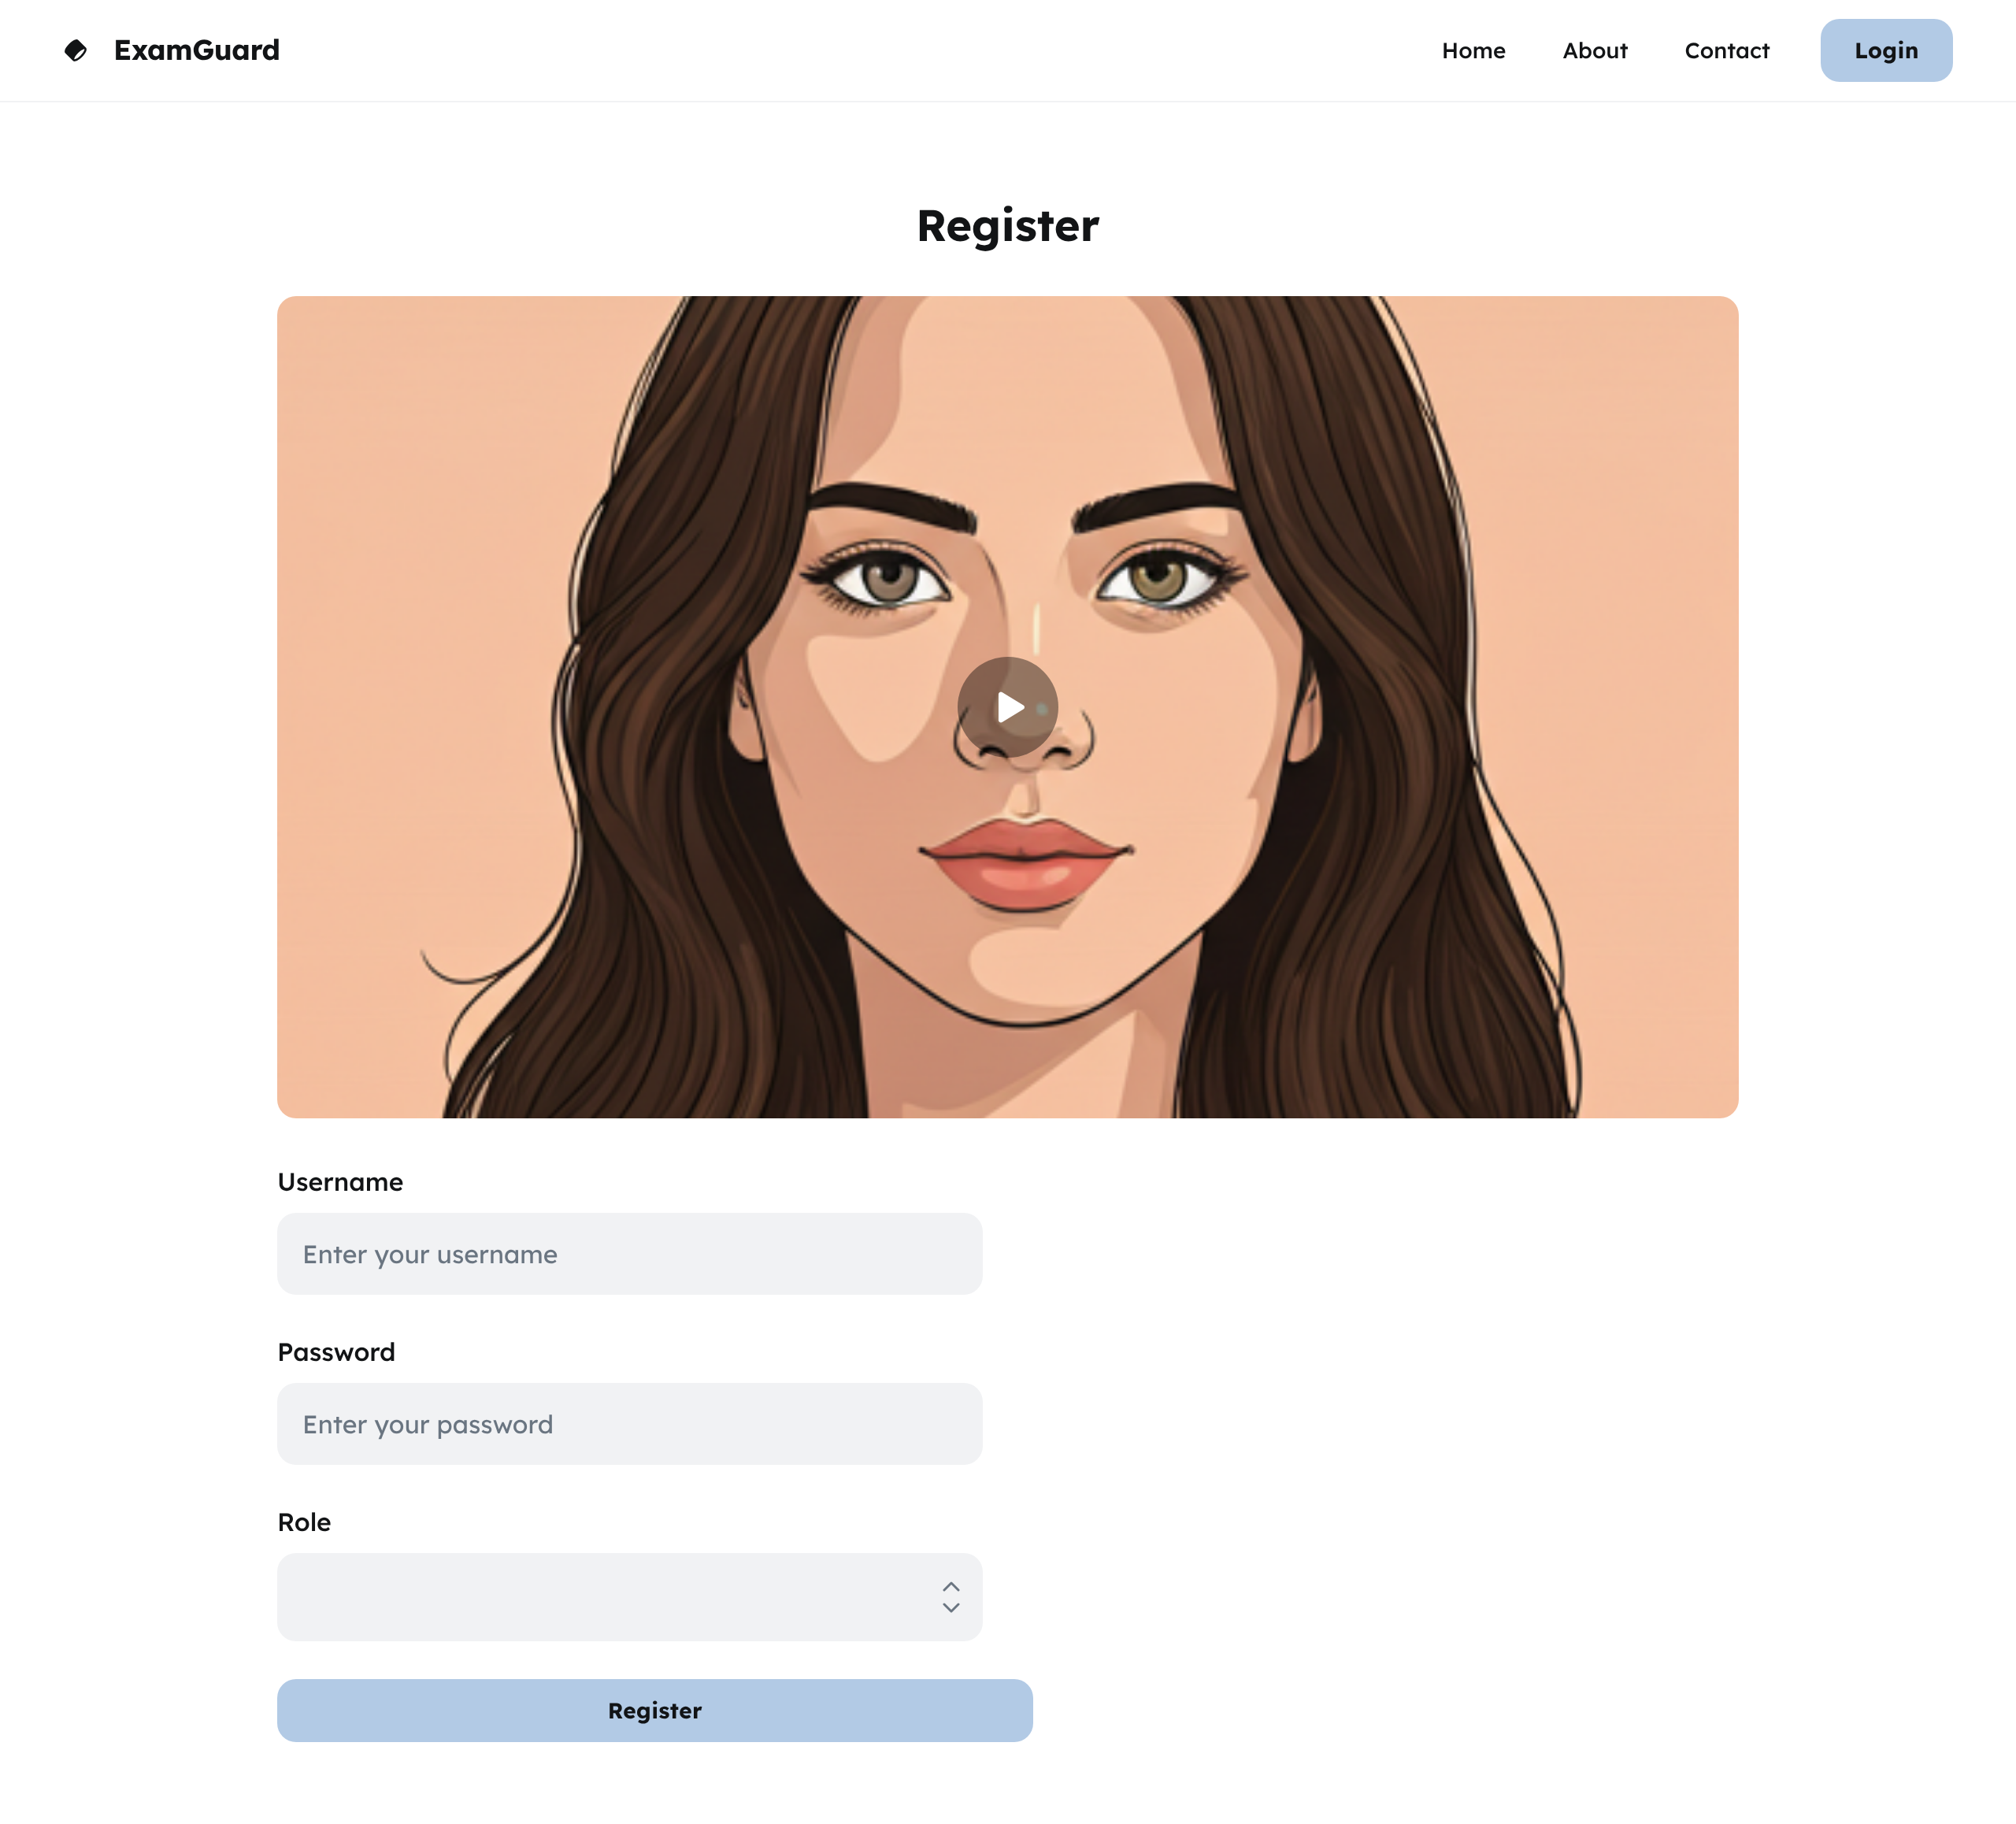 ExamGuard
Home About Contact Login
Register
Username
Enter your username
Password
Enter your password
Role
Register